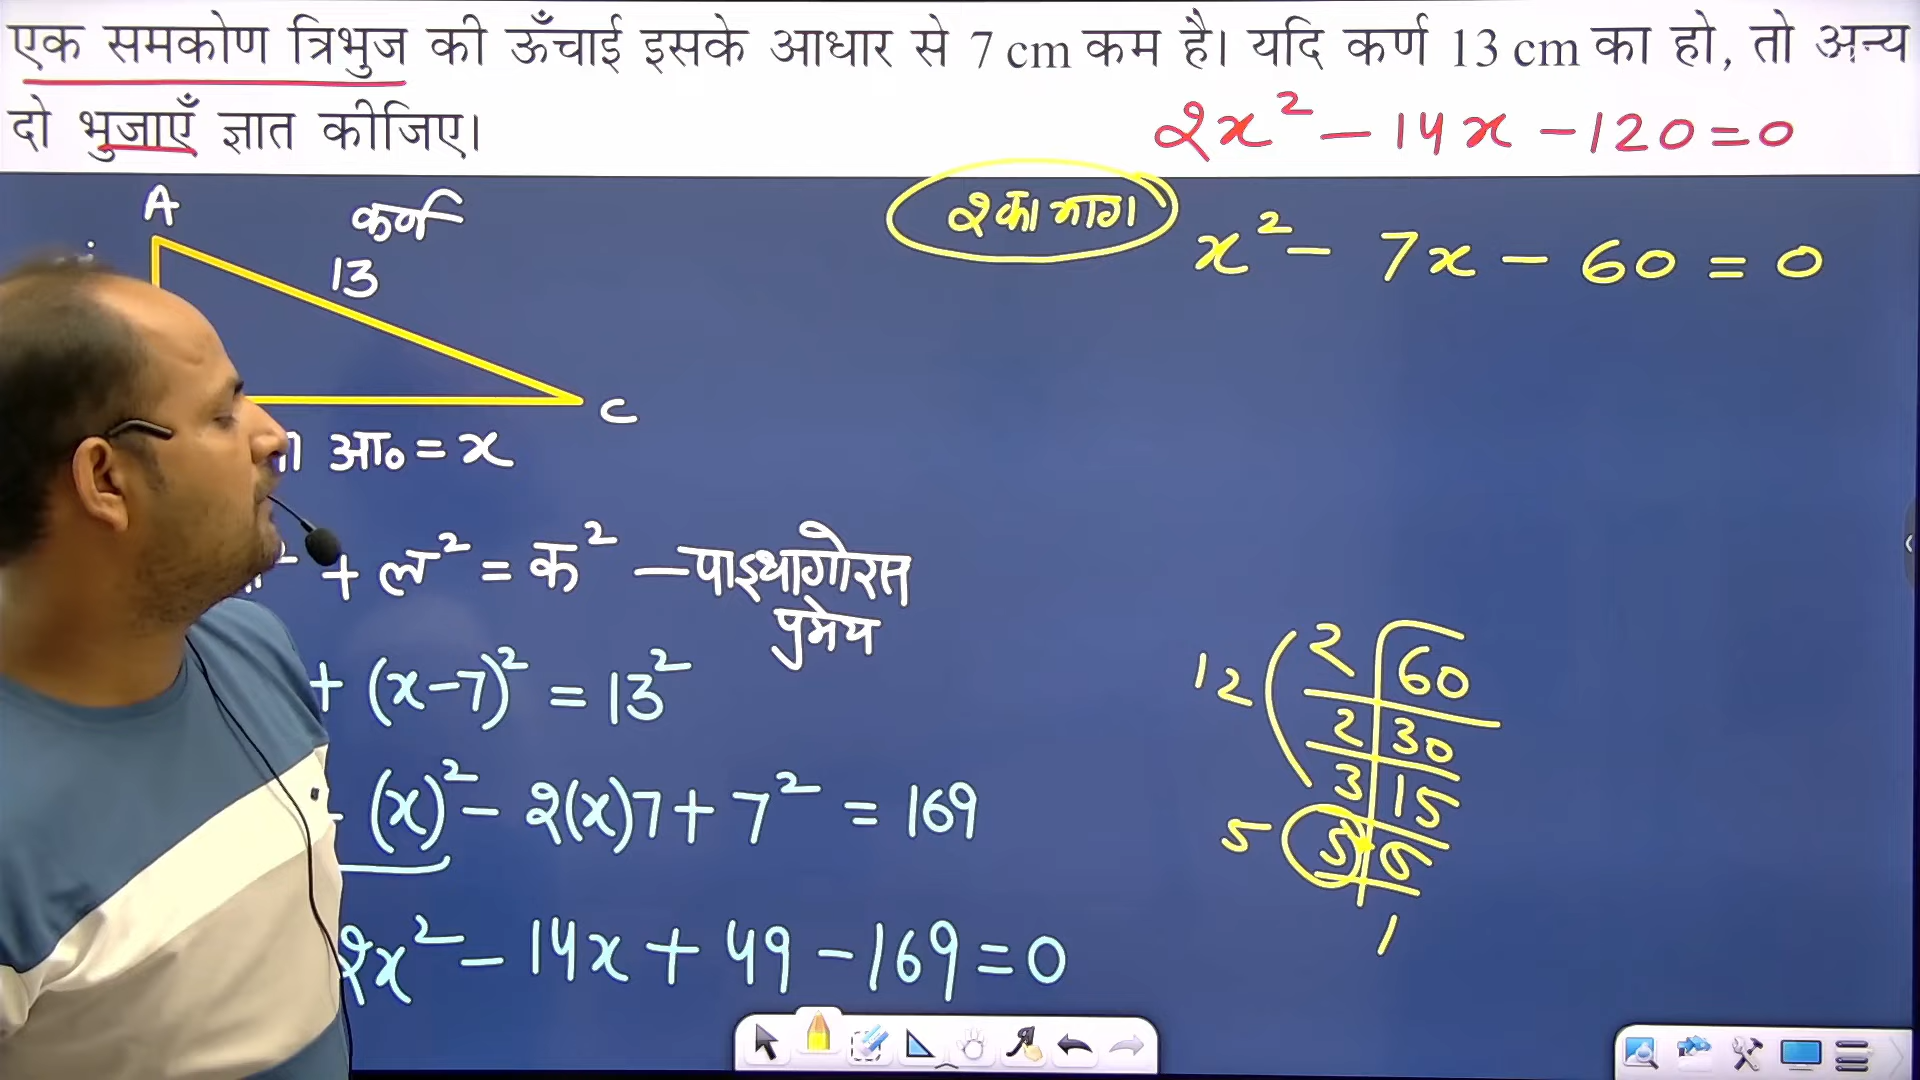 एक समकोण त्रिभुज की ऊँचाई इसके आधार से 7 cm कम है। यदि कर्ण 13 cm का हो, तो अन्य
दो भुजाएँ ज्ञात कीजिए।
2x² – 14x – 120 = 0
2 का भाग
x² – 7x – 60 = 0
A
कर्ण
13
C
आ० = x
² + ल² = क² – पाइथागोरस
प्रमेय
+ (x–7)² = 13²
(x)² – 2(x)7 + 7² = 169
2x² – 14x + 49 – 169 = 0
12
2 60
2 30
3 15
5 5 5
1